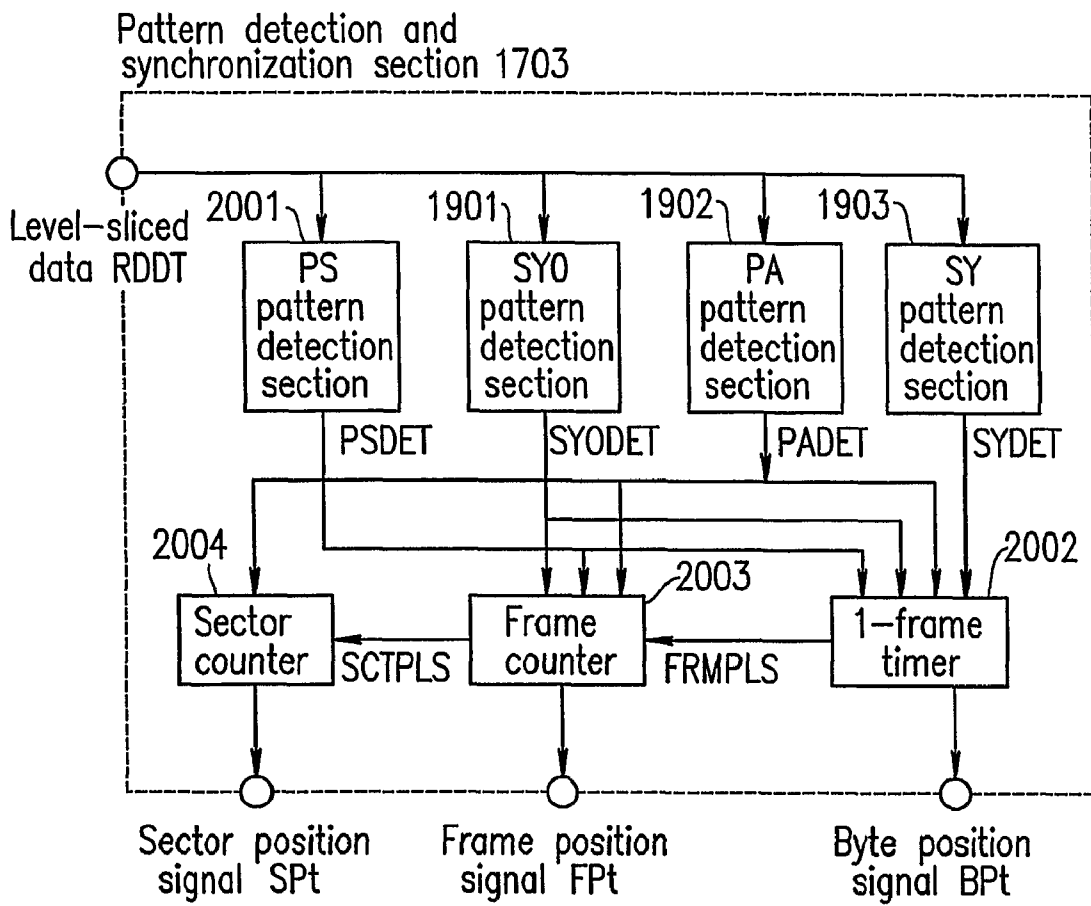 Pattern detection and
synchronization section 1703
Level-sliced
data RDDT
2001
1901
1902
1903
PS
pattern
detection
section
SY0
pattern
detection
section
PA
pattern
detection
section
SY
pattern
detection
section
PSDET
SY0DET
PADET
SYDET
2004
2003
2002
Sector
counter
SCTPLS
Frame
counter
FRMPLS
1-frame
timer
Sector position
signal SPt
Frame position
signal FPt
Byte position
signal BPt